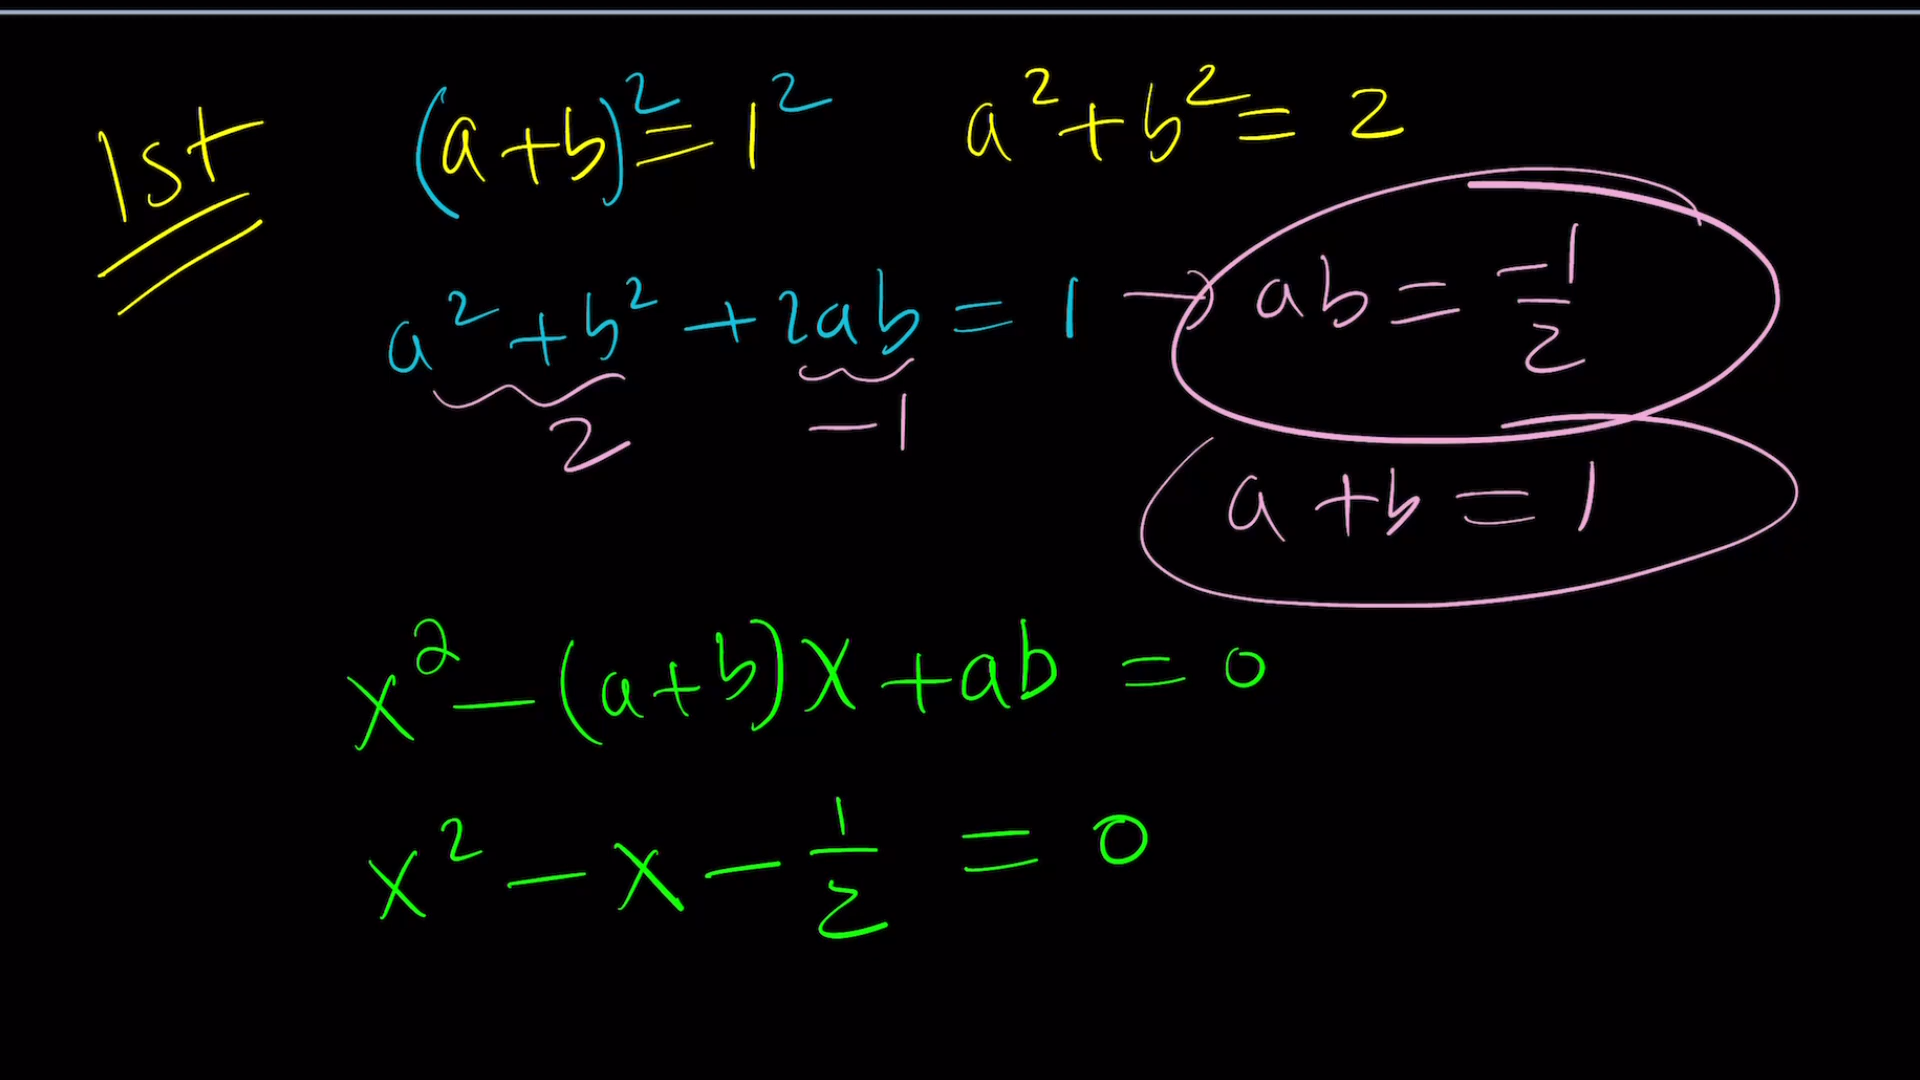 1st (a+b)² = 1² a² + b² = 2
a² + b² + 2ab = 1 → ab = -1/2
2 -1
a + b = 1
x² - (a+b)x + ab = 0
x² - x - 1/2 = 0